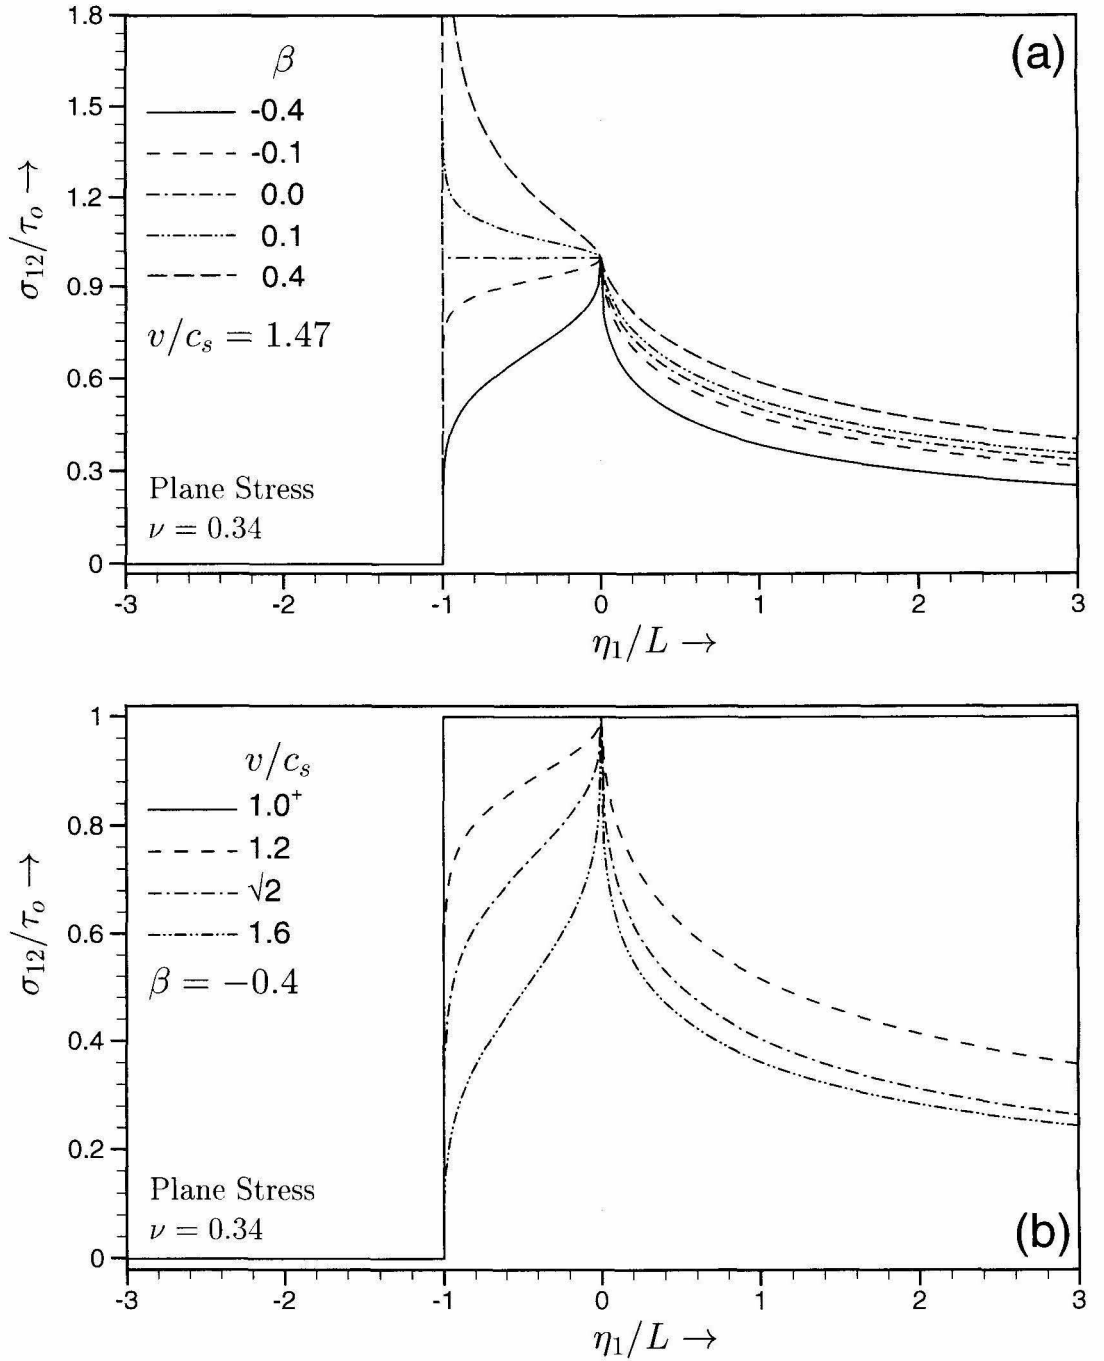 (a)
1.8
1.5
1.2
0.9
0.6
0.3
0
σ₁₂/τₒ →
β
-0.4
-0.1
0.0
0.1
0.4
v/cₛ = 1.47
Plane Stress
ν = 0.34
-3 -2 -1 0 1 2 3
η₁/L →
1
0.8
0.6
0.4
0.2
0
σ₁₂/τₒ →
v/cₛ
1.0⁺
1.2
√2
1.6
β = −0.4
Plane Stress
ν = 0.34
(b)
-3 -2 -1 0 1 2 3
η₁/L →